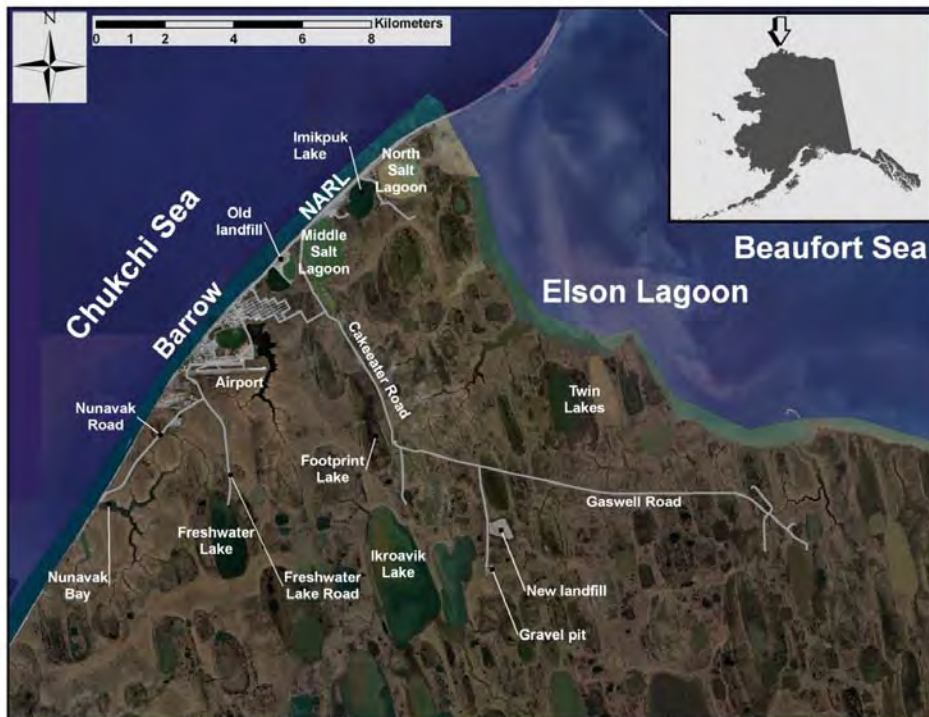 N
Kilometers
0 1 2 4 6 8
Imikpuk
Lake
North
Salt
Lagoon
NARL
Old
landfill
Middle
Salt
Lagoon
Chukchi Sea
Beaufort Sea
Elson Lagoon
Barrow
Cakeeater Road
Airport
Twin
Lakes
Nunavak
Road
Footprint
Lake
Gaswell Road
Freshwater
Lake
Ikroavik
Lake
Nunavak
Bay
Freshwater
Lake Road
New landfill
Gravel pit